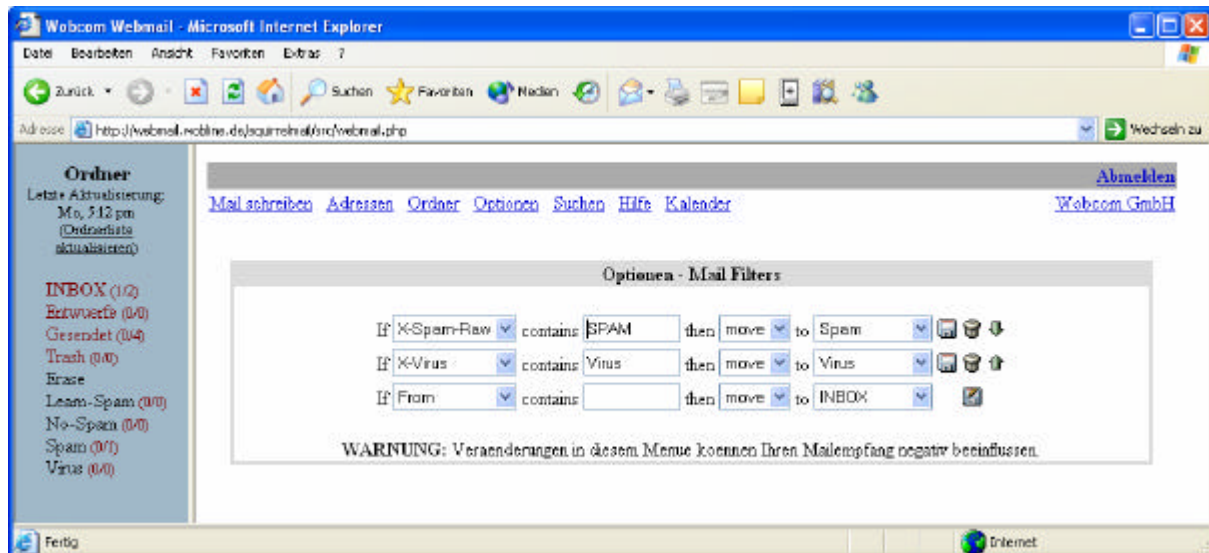 Wobcom Webmail - Microsoft Internet Explorer
Datei Bearbeiten Ansicht Favoriten Extras ?
Zurück Suchen Favoriten Medien
Adresse http://webmail.wobline.de/squirrelmail/src/webmail.php Wechseln zu
Ordner
Letzte Aktualisierung:
Mo, 5:12 pm
(Ordnerliste
aktualisieren)
INBOX (1/2)
Entwuerfe (0/0)
Gesendet (0/4)
Trash (0/0)
Erase
Learn-Spam (0/0)
No-Spam (0/0)
Spam (0/1)
Virus (0/0)
Abmelden
Mail schreiben Adressen Ordner Optionen Suchen Hilfe Kalender Wobcom GmbH
Optionen - Mail Filters
If X-Spam-Raw contains SPAM then move to Spam
If X-Virus contains Virus then move to Virus
If From contains then move to INBOX
WARNUNG: Veraenderungen in diesem Menue koennen Ihren Mailempfang negativ beeinflussen.
Fertig Internet